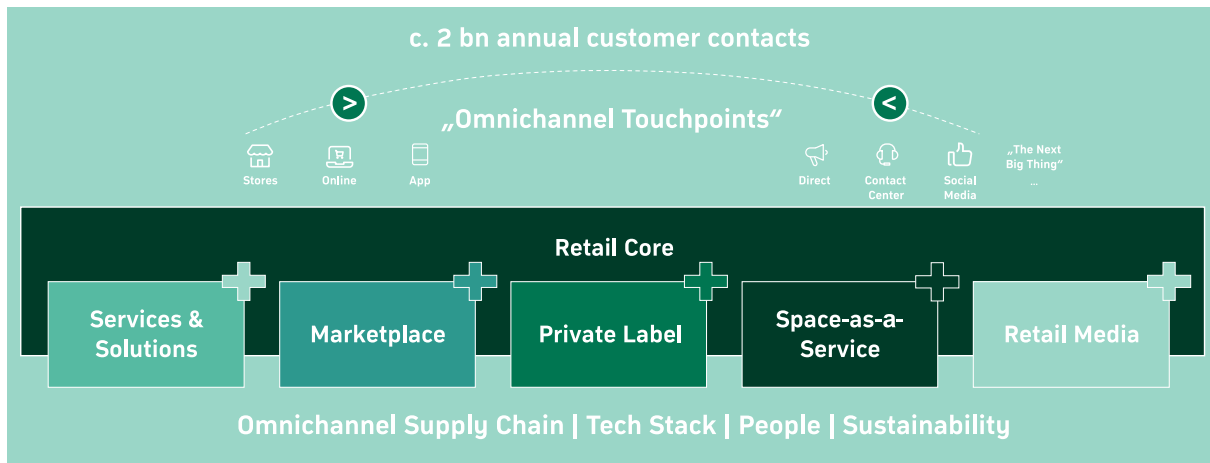 c. 2 bn annual customer contacts
> <
„Omnichannel Touchpoints“
Stores
Online
App
Direct
Contact
Center
Social
Media
„The Next
Big Thing“
...
Retail Core
Services &
Solutions
Marketplace
Private Label
Space-as-a-
Service
Retail Media
Omnichannel Supply Chain | Tech Stack | People | Sustainability